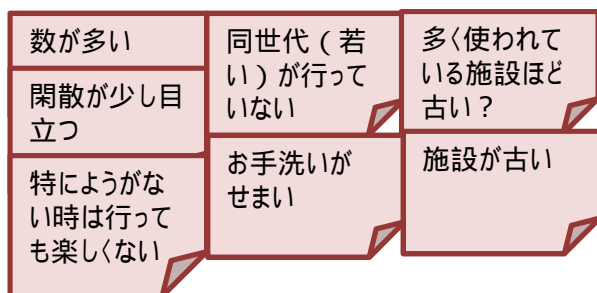 数が多い
閑散が少し目
立つ
特にようがな
い時は行って
も楽しくない
同世代（若
い）が行って
いない
お手洗いが
せまい
多く使われて
いる施設ほど
古い？
施設が古い